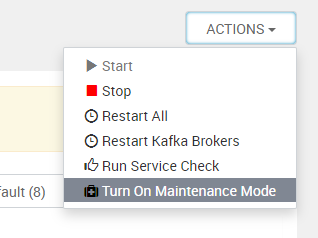 ACTIONS
Start
Stop
Restart All
Restart Kafka Brokers
Run Service Check
fault (8)
Turn On Maintenance Mode